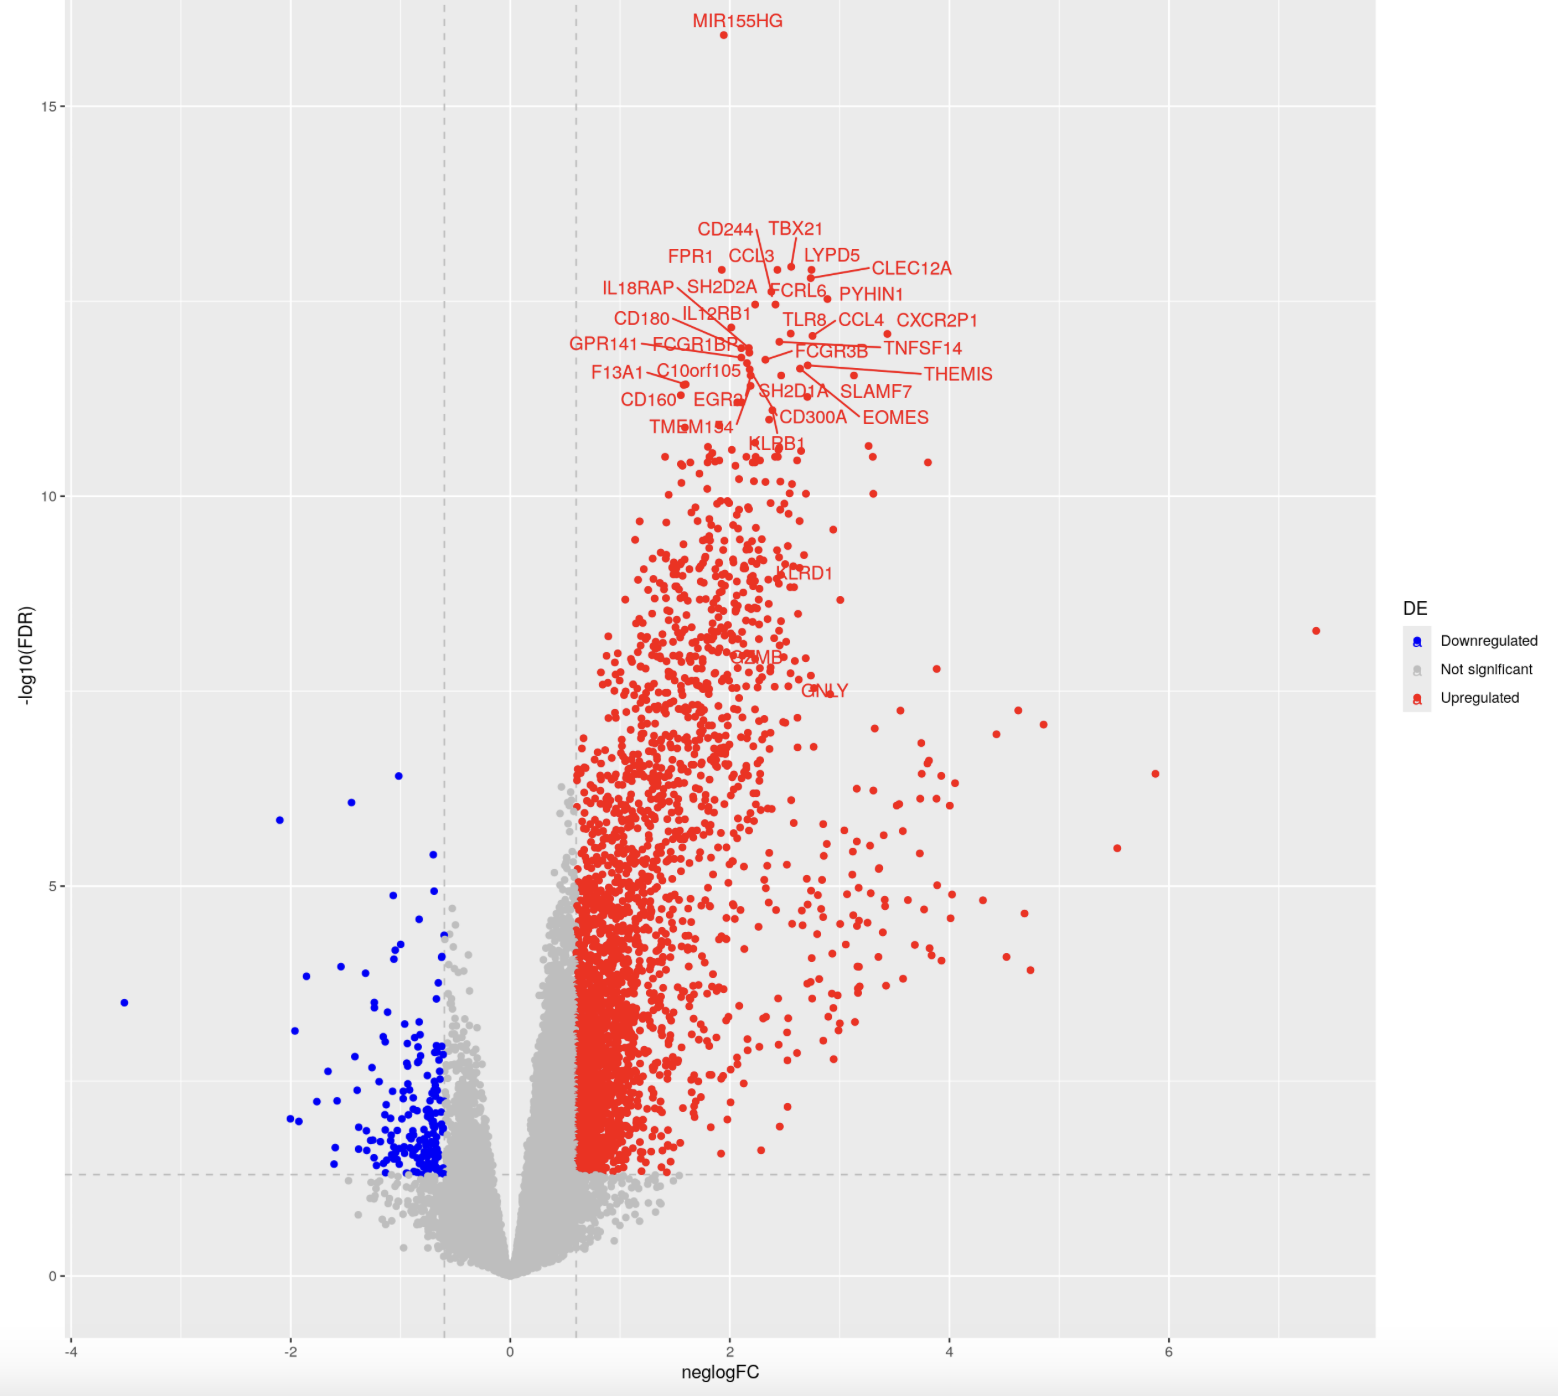 MIR155HG
15
CD244 TBX21
FPR1 CCL3 LYPD5
CLEC12A
IL18RAP SH2D2A FCRL6 PYHIN1
IL12RB1
CD180 TLR8 CCL4 CXCR2P1
GPR141 FCGR1BP FCGR3B TNFSF14
F13A1 C10orf105 THEMIS
CD160 EGR2 SH2D1A SLAMF7
CD300A EOMES
TMEM154
KLRB1
10
KLRD1
GZMB
GNLY
5
0
-log10(FDR)
-4 -2 0 2 4 6
neglogFC
DE
Downregulated
Not significant
Upregulated